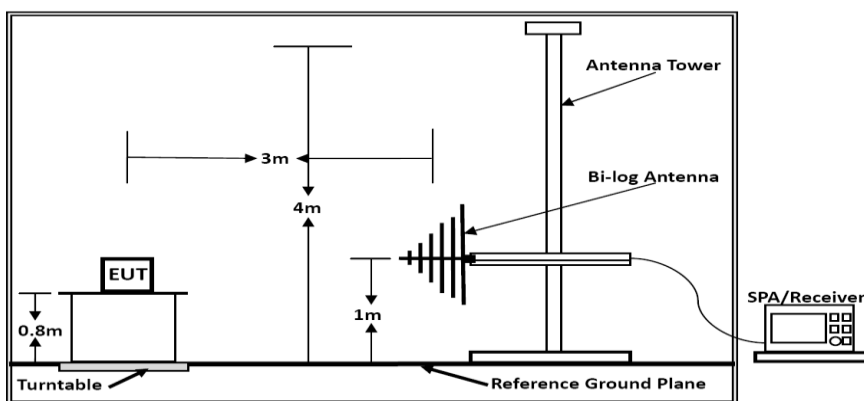 Antenna Tower
3m
Bi-log Antenna
4m
EUT
SPA/Receiver
0.8m
1m
Turntable
Reference Ground Plane